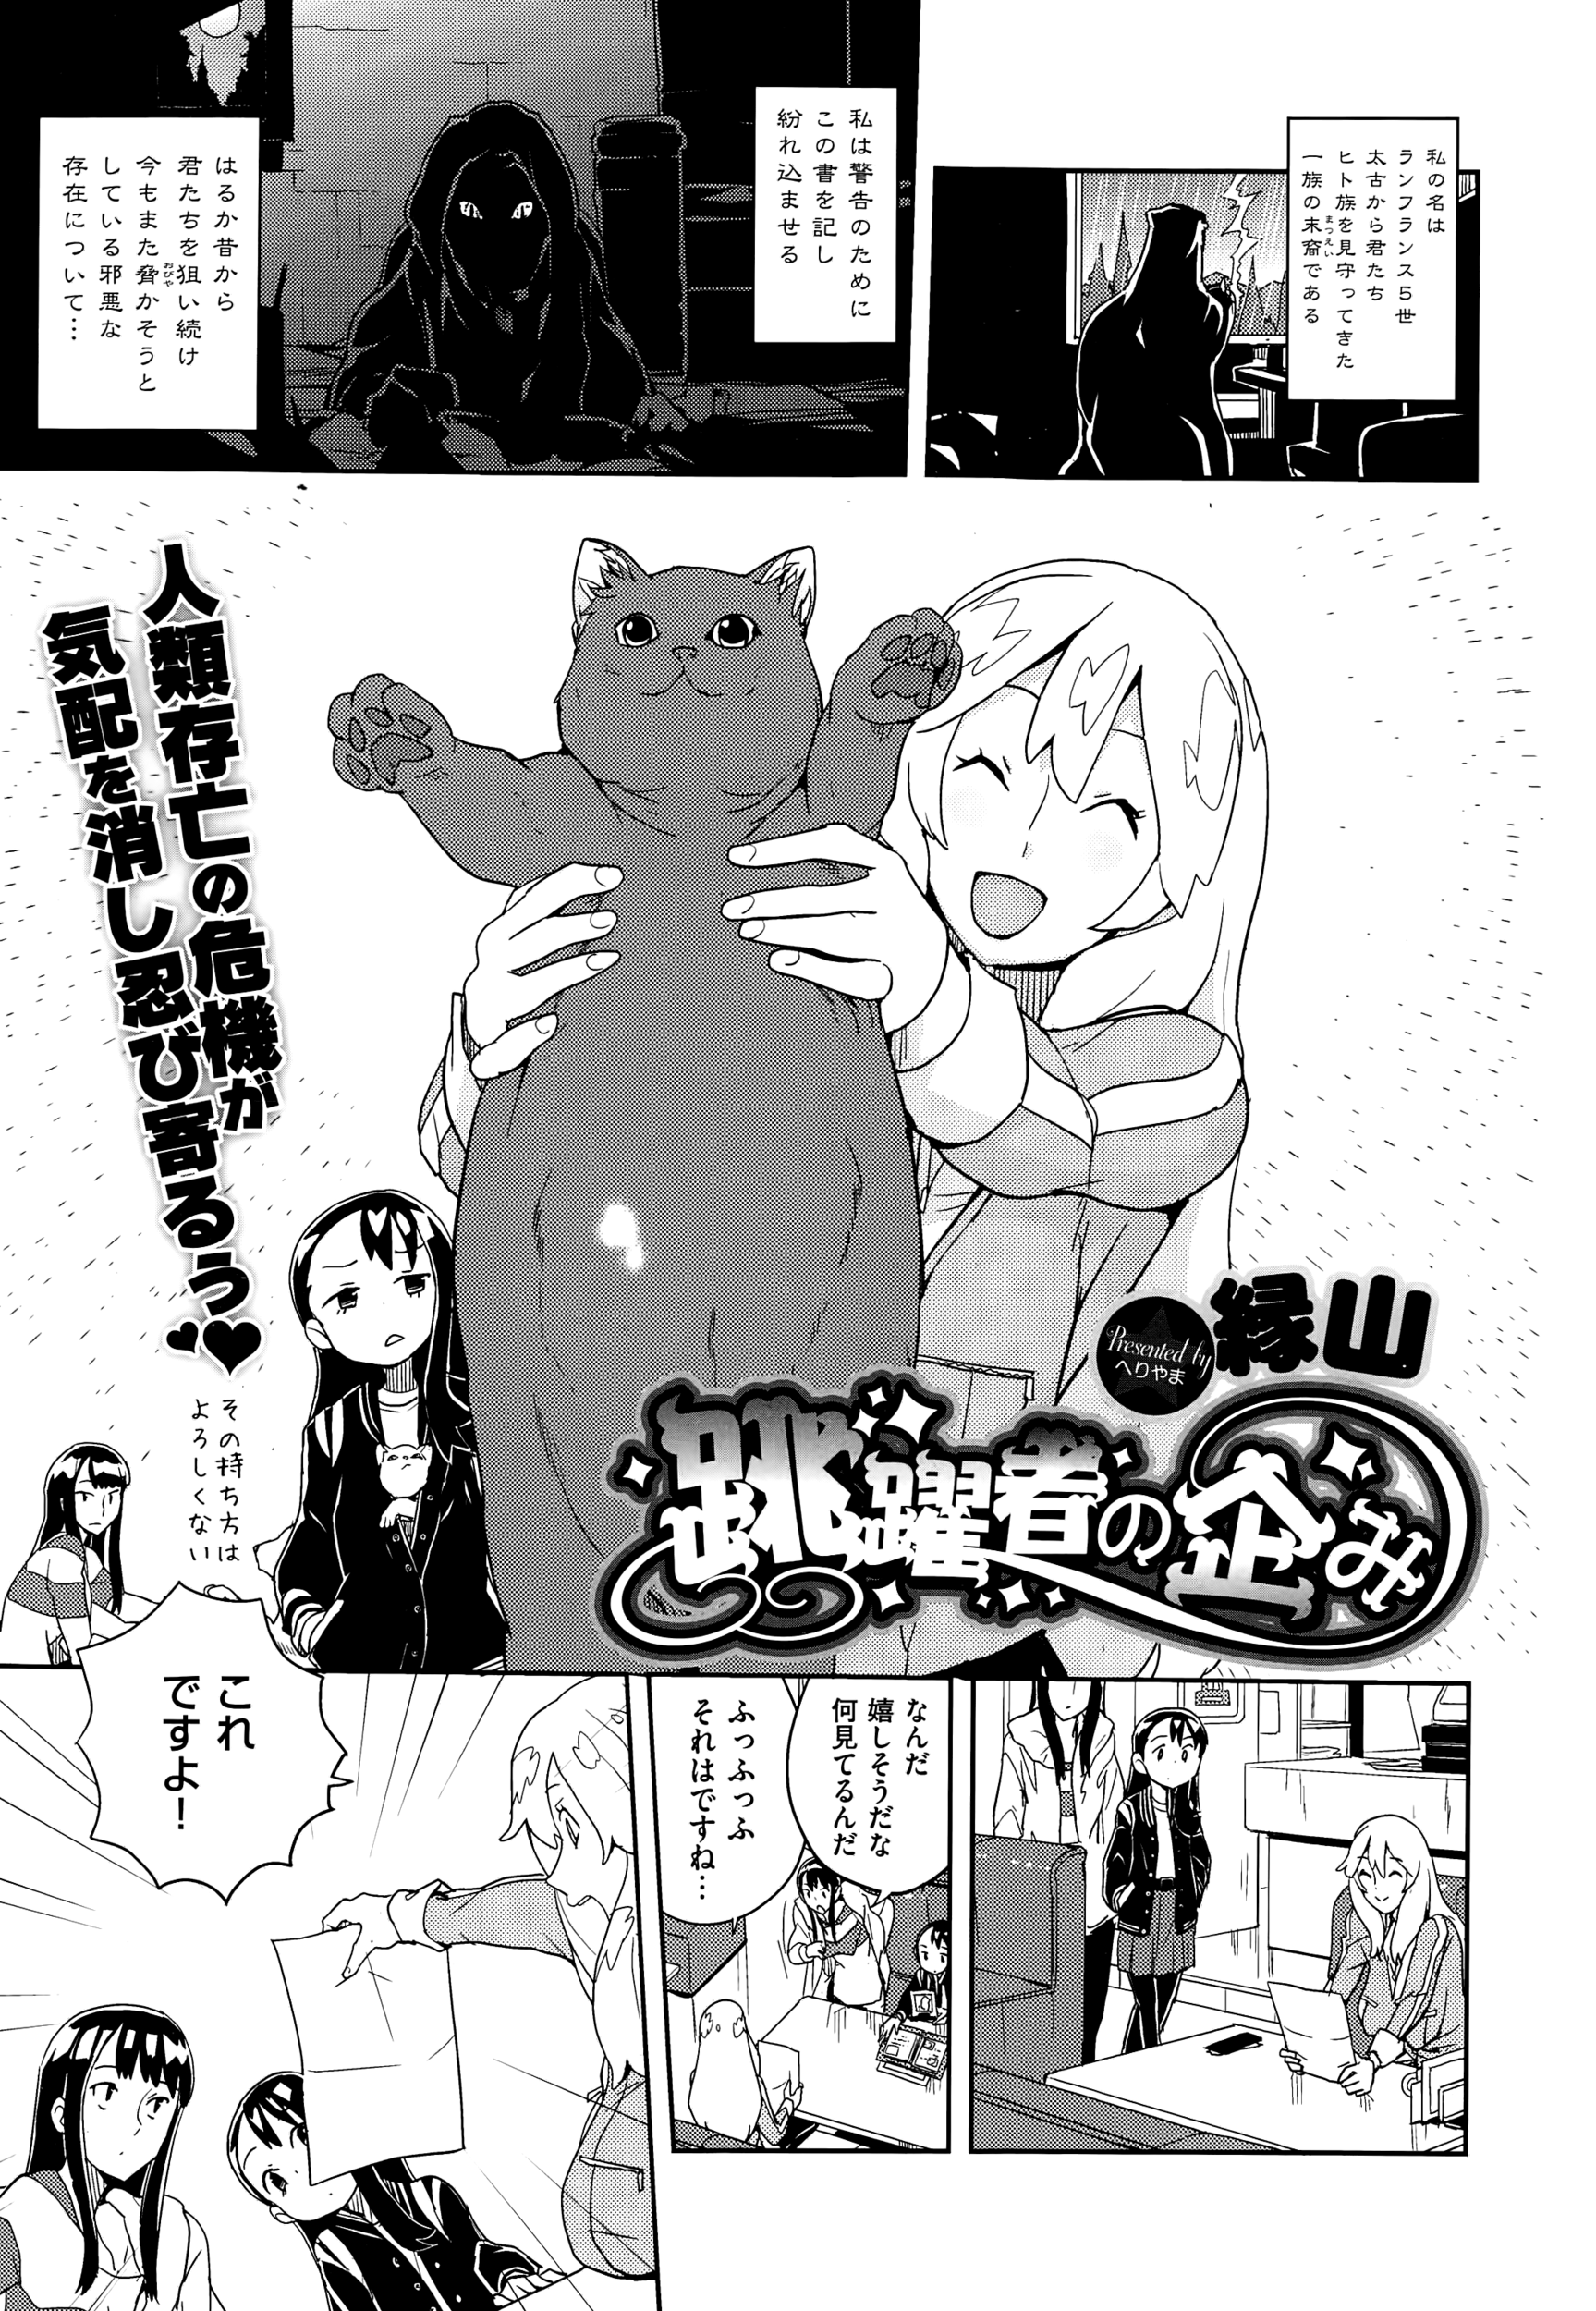 私の名は
ランフランス5世
太古から君たち
ヒト族を見守ってきた
一族の末裔である
まつえい
私は警告のために
この書を記し
紛れ込ませる
はるか昔から
君たちを狙い続け
今もまた脅かそうと
おびや
している邪悪な
存在について…
人類存亡の危機が
気配を消し忍び寄るぅ♥♥
縁山
Presented by
へりやま
跳躍者の企み
その持ち方は
よろしくない
なんだ
嬉しそうだな
何見てるんだ
ふっふっふ
それはですね…
これ
ですよ！